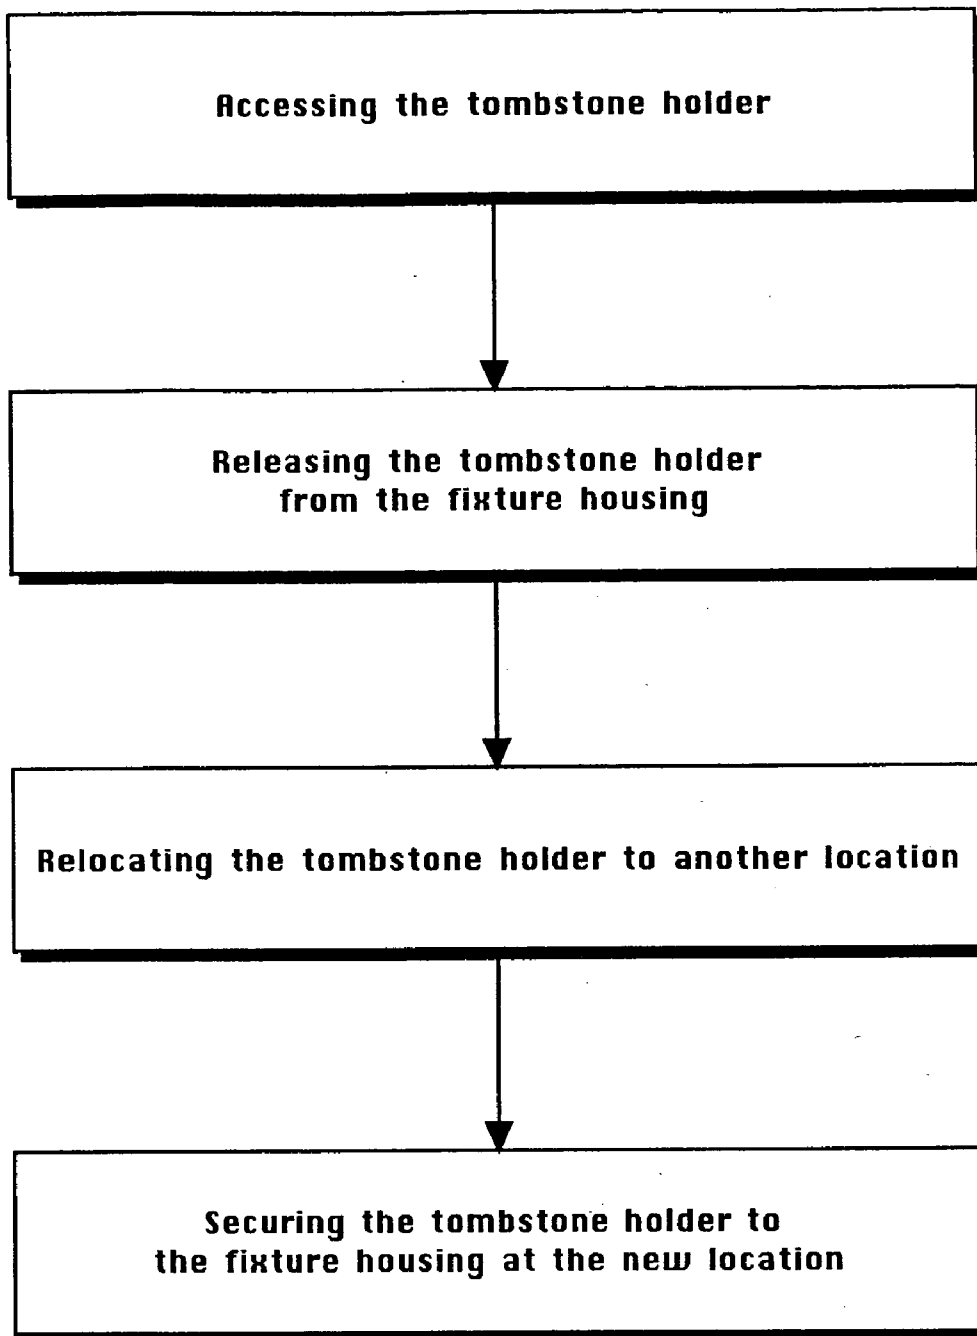 Accessing the tombstone holder
Releasing the tombstone holder
from the fixture housing
Relocating the tombstone holder to another location
Securing the tombstone holder to
the fixture housing at the new location